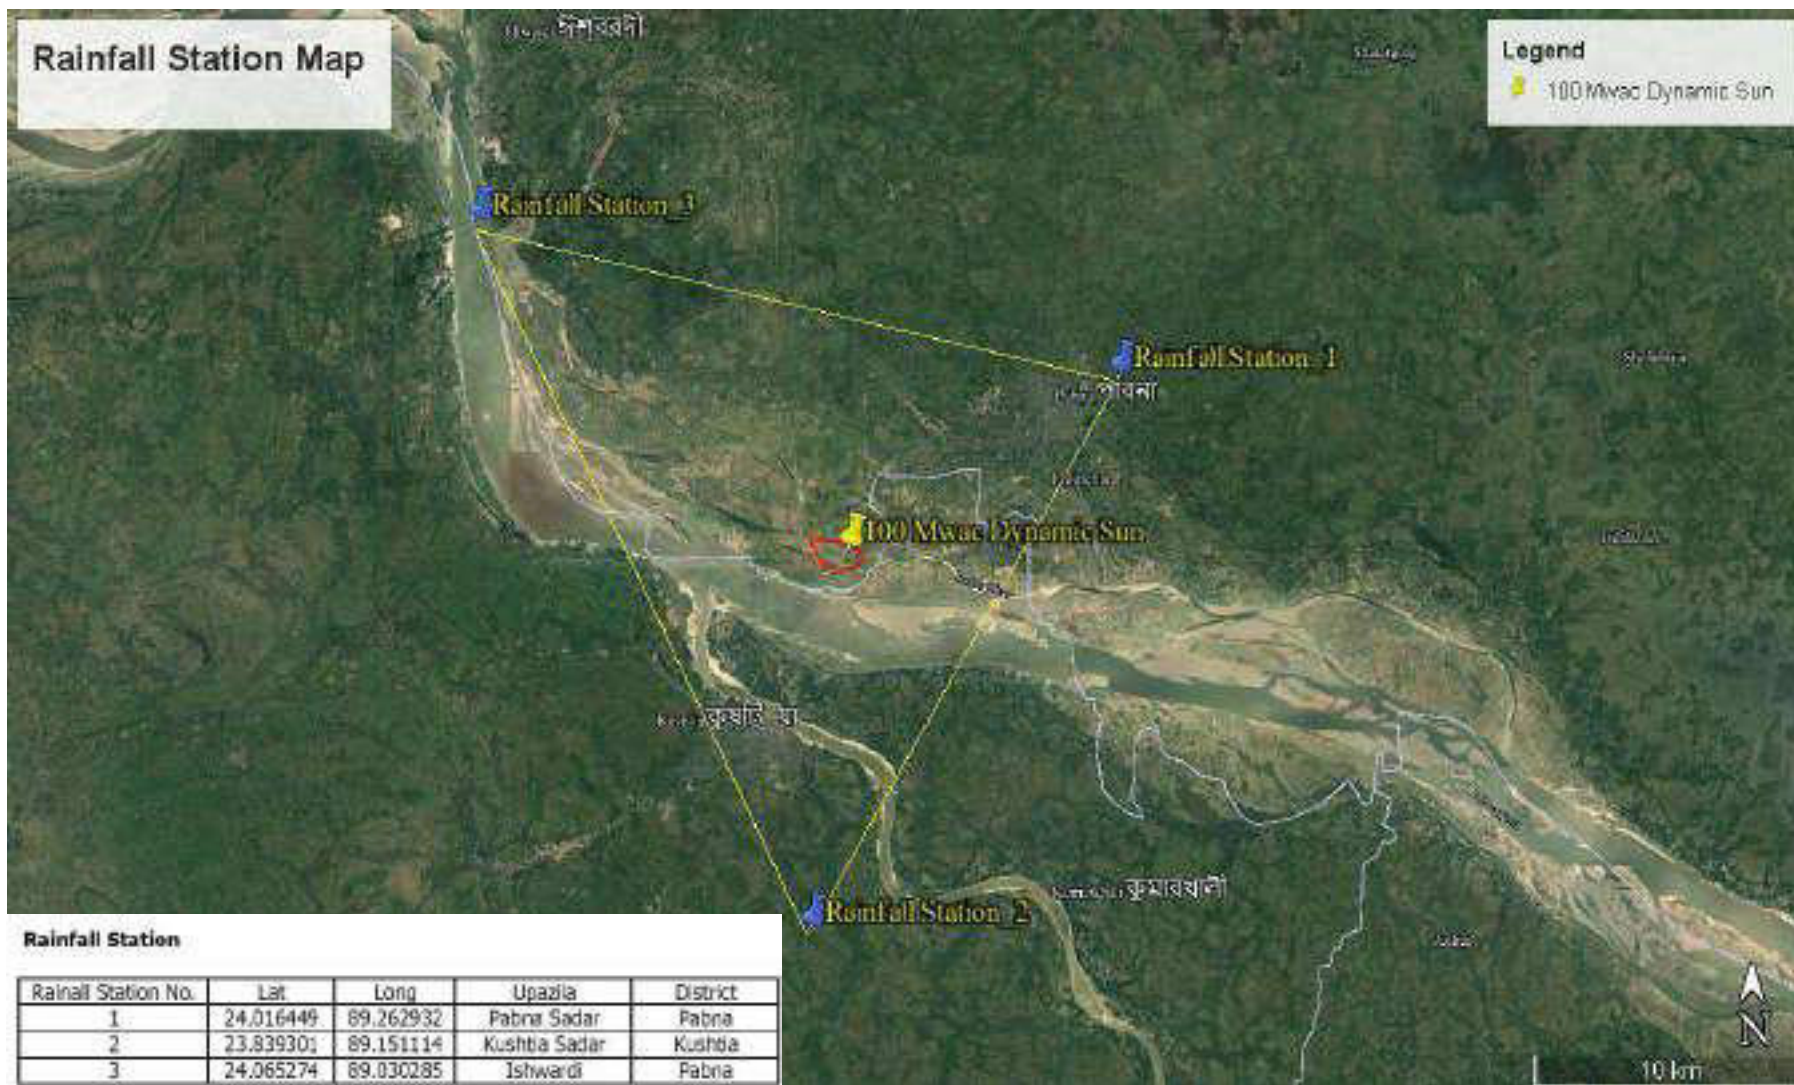 Rainfall Station Map
Legend
100 Mwac Dynamic Sun
ঈশ্বরদী
Rainfall Station_3
Rainfall Station_1
পাবনা
100 Mwac Dynamic Sun
কুমারখালী
Rainfall Station_2
Rainfall Station
Rainall Station No. Lat Long Upazila District
1 24.016449 89.262932 Pabna Sadar Pabna
2 23.839301 89.151114 Kushtia Sadar Kushtia
3 24.065274 89.030285 Ishwardi Pabna
N
10 km